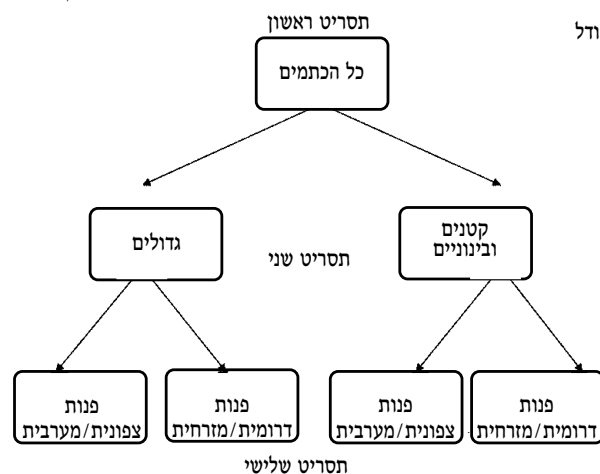 תסריט ראשון
ודל
כל הכתמים
קטנים
ובינוניים
גדולים
תסריט שני
פנות
דרומית/מזרחית
פנות
צפונית/מערבית
פנות
דרומית/מזרחית
פנות
צפונית/מערבית
תסריט שלישי